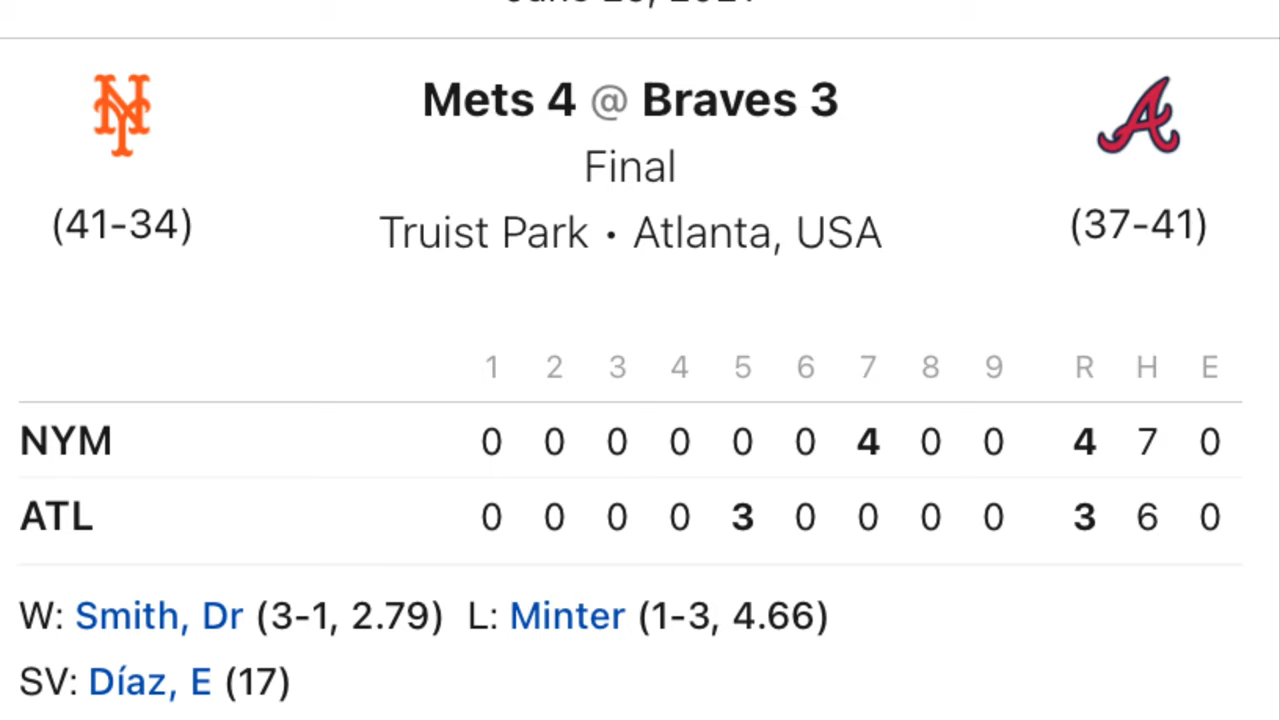 Mets 4 @ Braves 3
Final
(41-34)
Truist Park • Atlanta, USA
(37-41)
1 2 3 4 5 6 7 8 9 R H E
NYM 0 0 0 0 0 0 4 0 0 4 7 0
ATL 0 0 0 0 3 0 0 0 0 3 6 0
W: Smith, Dr (3-1, 2.79) L: Minter (1-3, 4.66)
SV: Díaz, E (17)